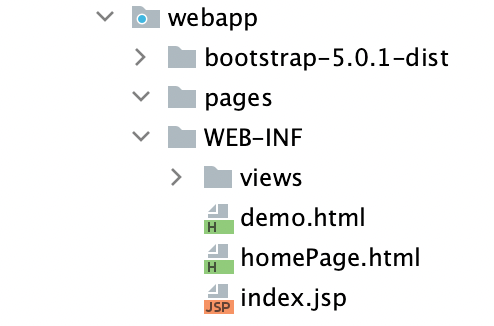 webapp
bootstrap-5.0.1-dist
pages
WEB-INF
views
H demo.html
H homePage.html
JSP index.jsp